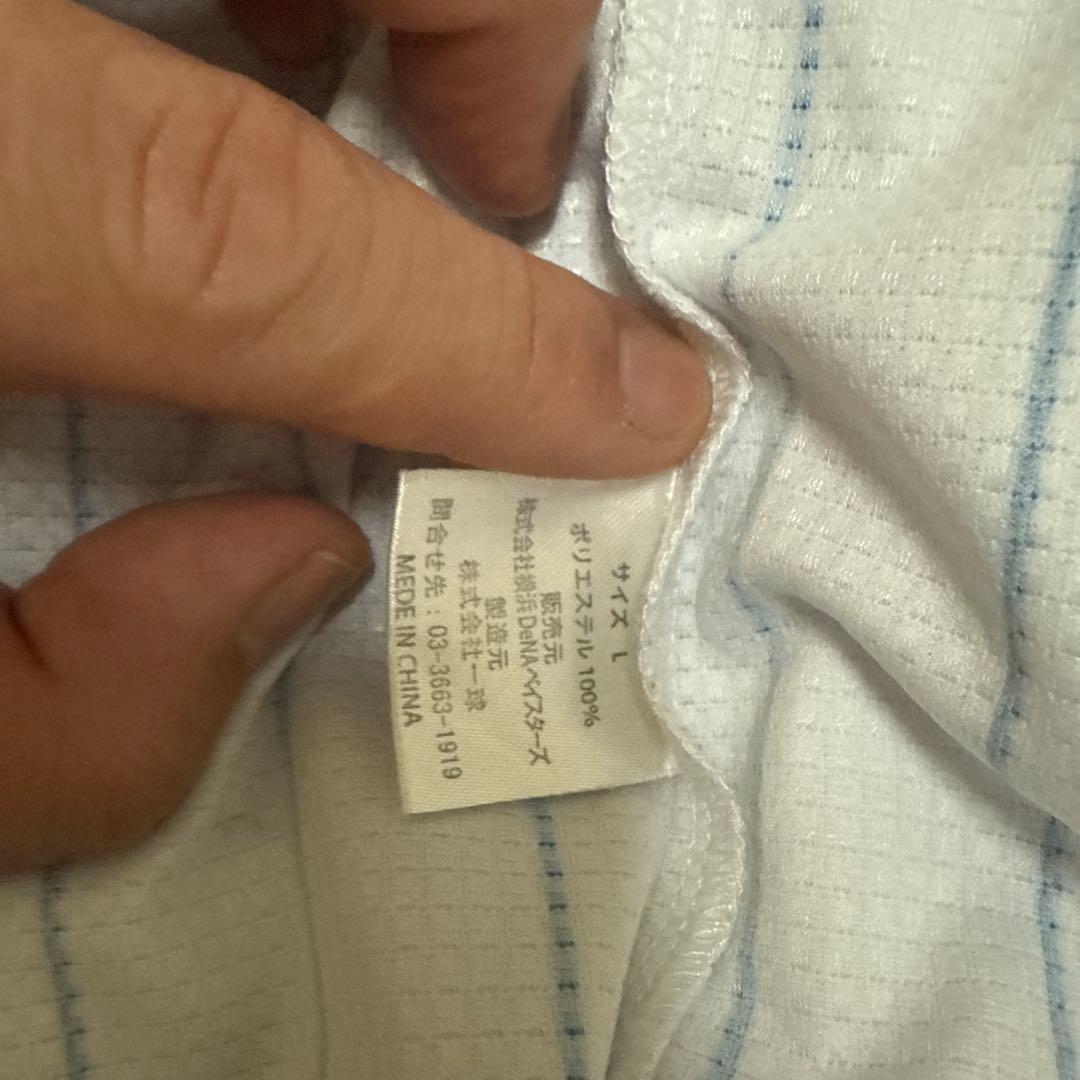 サイズ L
ポリエステル 100%
販売元
株式会社横浜DeNAベイスターズ
製造元
株式会社一球
問合せ先：03-3663-1919
MEDE IN CHINA